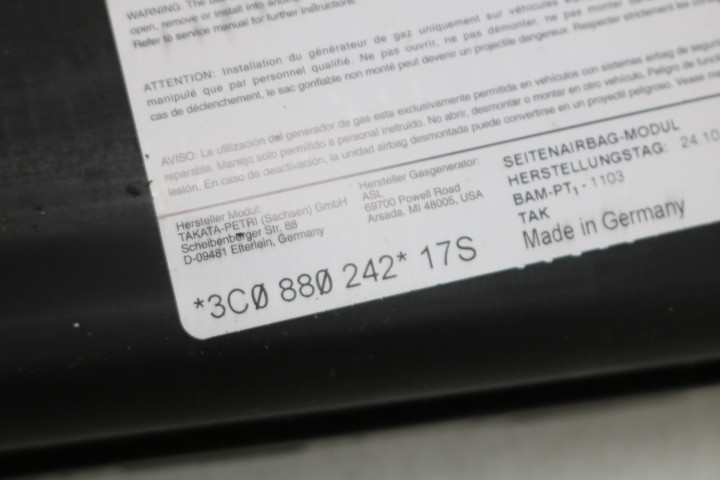 WARNING. The
open, remove or install into
Refer to service manual for further instructions.
ATTENTION: Installation du générateur de gaz uniquement sur véhicules
manipulé que par personnel qualifié. Ne pas ouvrir, ne pas démonter, ne pas monter
cas de déclenchement, le sac gonflable non monté peut devenir un projectile dangereux. Respecter strictement les
AVISO: La utilización del generador de gas esta exclusivamente permitida en vehículos con sistemas airbag de
reparable. Manejo solo permitido a personal instruido. No abrir, desmontar o montar en otro vehículo. Peligro de
lesión. En caso de deactivación, la unidad airbag desmontada puede convertirse en un proyectil peligroso.
Hersteller Modul:
TAKATA-PETRI (Sachsen) GmbH
Scheibenberger Str. 88
D-09481 Elterlein, Germany
Hersteller Gasgenerator:
ASL
69700 Powell Road
Arsada, MI 48005, USA
SEITENAIRBAG-MODUL
HERSTELLUNGSTAG: 24 10
BAM-PT₁ - 1103
TAK
Made in Germany
*3C0 880 242* 17S